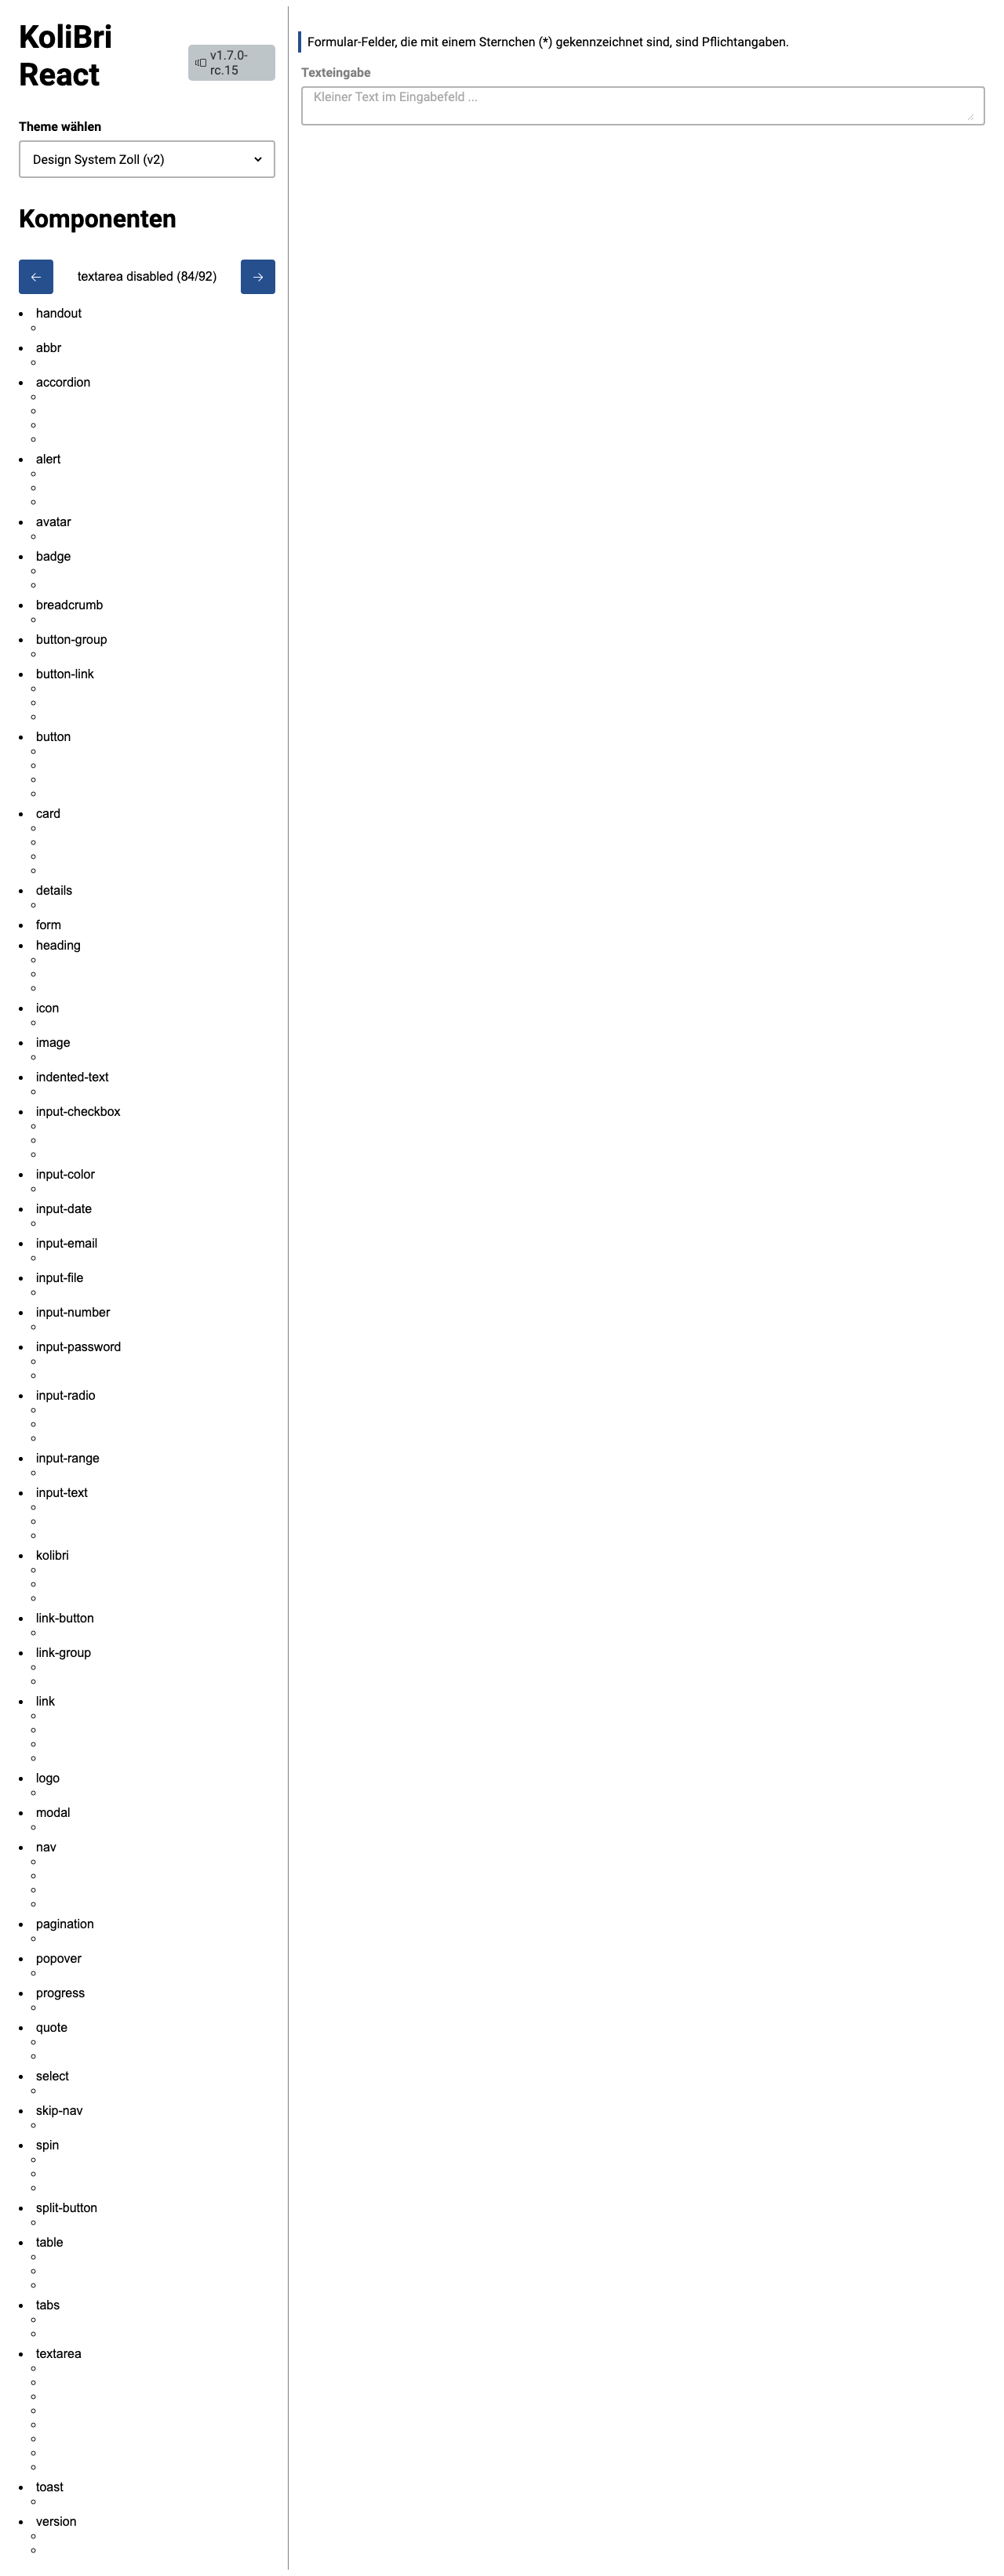 KoliBri
React
v1.7.0-
rc.15
Theme wählen
Design System Zoll (v2)
Komponenten
textarea disabled (84/92)
handout
abbr
accordion
alert
avatar
badge
breadcrumb
button-group
button-link
button
card
details
form
heading
icon
image
indented-text
input-checkbox
input-color
input-date
input-email
input-file
input-number
input-password
input-radio
input-range
input-text
kolibri
link-button
link-group
link
logo
modal
nav
pagination
popover
progress
quote
select
skip-nav
spin
split-button
table
tabs
textarea
toast
version
Formular-Felder, die mit einem Sternchen (*) gekennzeichnet sind, sind Pflichtangaben.
Texteingabe
Kleiner Text im Eingabefeld ...